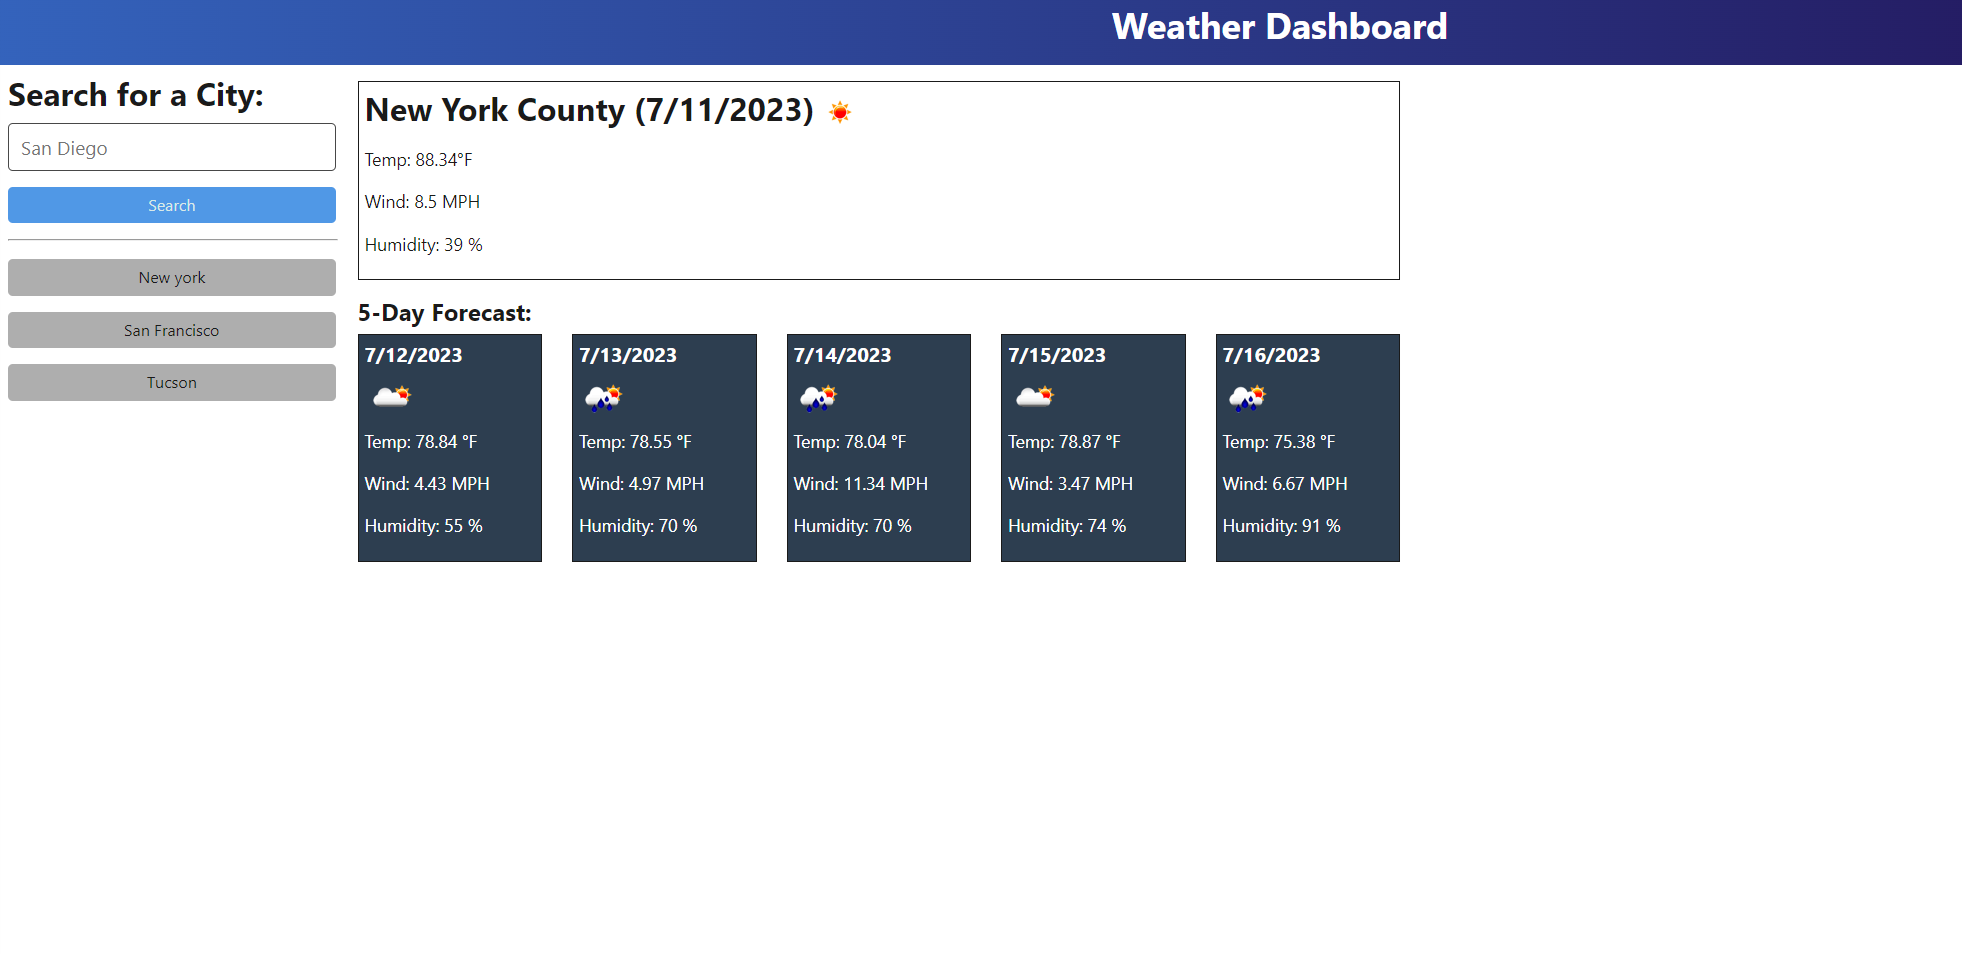 Weather Dashboard
Search for a City:
San Diego
Search
New york
San Francisco
Tucson
New York County (7/11/2023)
Temp: 88.34°F
Wind: 8.5 MPH
Humidity: 39 %
5-Day Forecast:
7/12/2023
Temp: 78.84 °F
Wind: 4.43 MPH
Humidity: 55 %
7/13/2023
Temp: 78.55 °F
Wind: 4.97 MPH
Humidity: 70 %
7/14/2023
Temp: 78.04 °F
Wind: 11.34 MPH
Humidity: 70 %
7/15/2023
Temp: 78.87 °F
Wind: 3.47 MPH
Humidity: 74 %
7/16/2023
Temp: 75.38 °F
Wind: 6.67 MPH
Humidity: 91 %